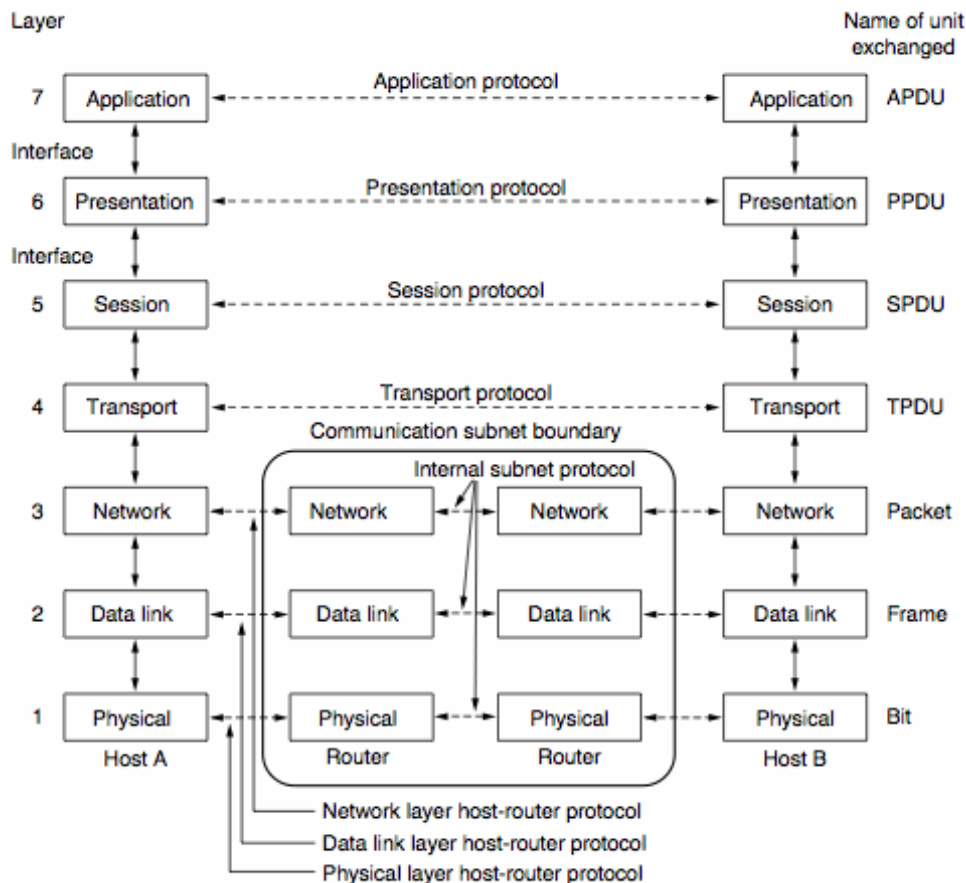 Layer
Name of unit
exchanged
Application protocol
7 Application Application APDU
Interface
Presentation protocol
6 Presentation Presentation PPDU
Interface
Session protocol
5 Session Session SPDU
Transport protocol
4 Transport Transport TPDU
Communication subnet boundary
Internal subnet protocol
3 Network Network Network Network Packet
2 Data link Data link Data link Data link Frame
1 Physical Physical Physical Physical Bit
Host A Router Router Host B
Network layer host-router protocol
Data link layer host-router protocol
Physical layer host-router protocol